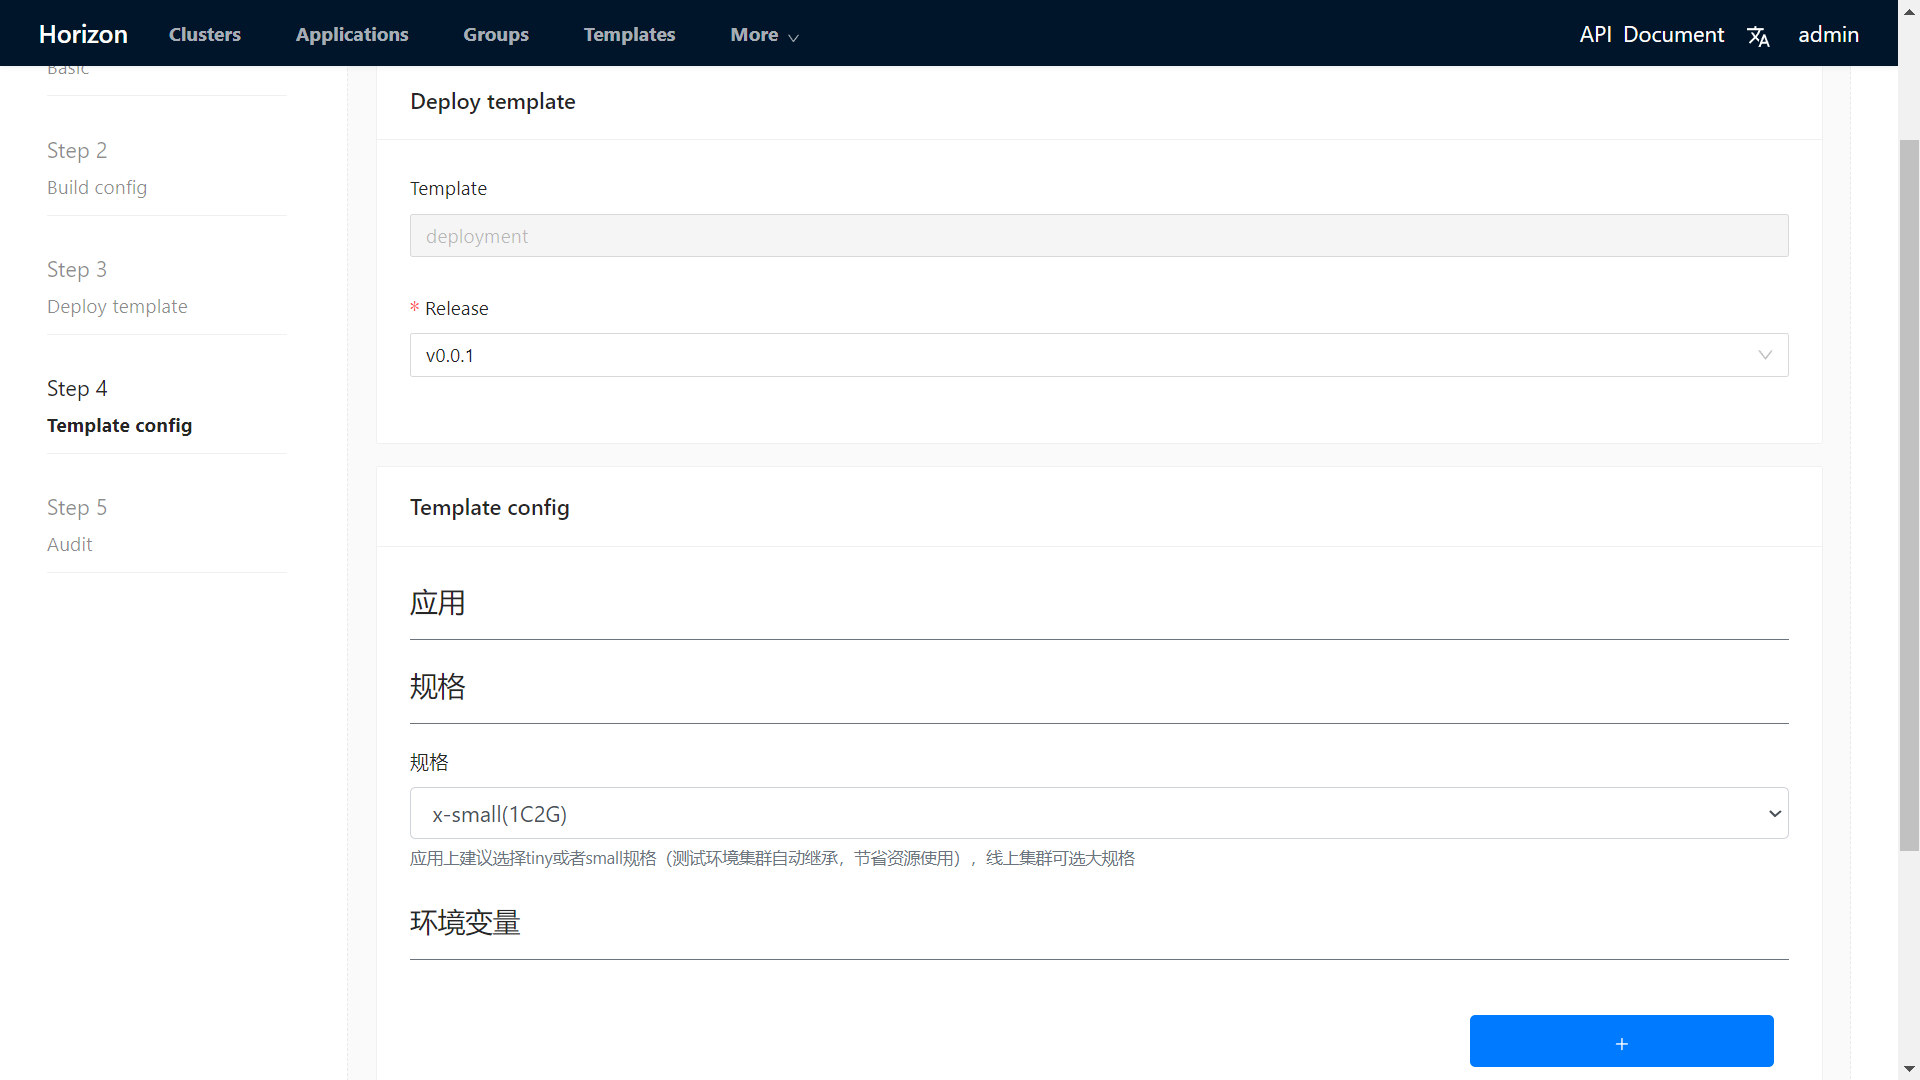 Horizon Clusters Applications Groups Templates More API Document admin
Basic
Step 2
Build config
Step 3
Deploy template
Step 4
Template config
Step 5
Audit
Deploy template
Template
deployment
* Release
v0.0.1
Template config
应用
规格
规格
x-small(1C2G)
应用上建议选择tiny或者small规格（测试环境集群自动继承，节省资源使用），线上集群可选大规格
环境变量
+